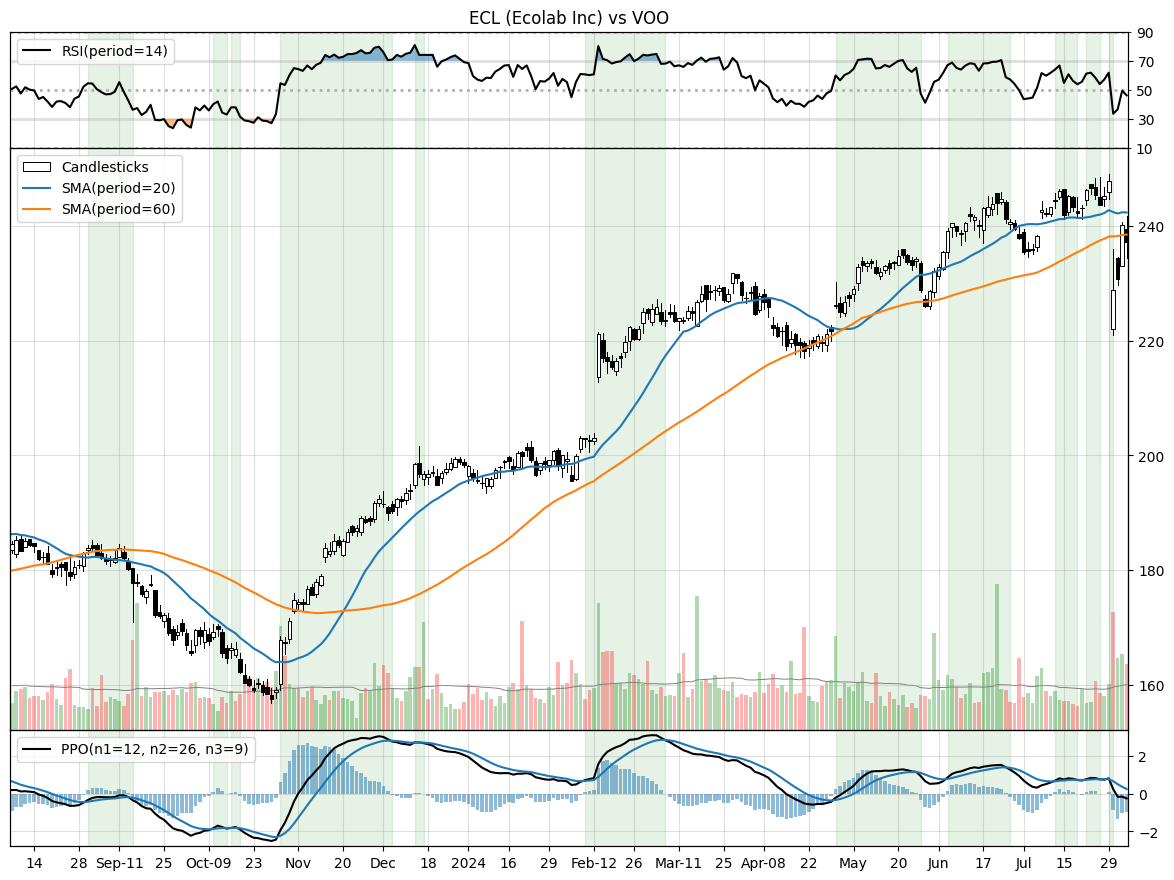 ECL (Ecolab Inc) vs VOO
RSI(period=14)
90
70
50
30
10
Candlesticks
SMA(period=20)
SMA(period=60)
240
220
200
180
160
PPO(n1=12, n2=26, n3=9)
2
0
−2
14 28 Sep-11 25 Oct-09 23 Nov 20 Dec 18 2024 16 29 Feb-12 26 Mar-11 25 Apr-08 22 May 20 Jun 17 Jul 15 29